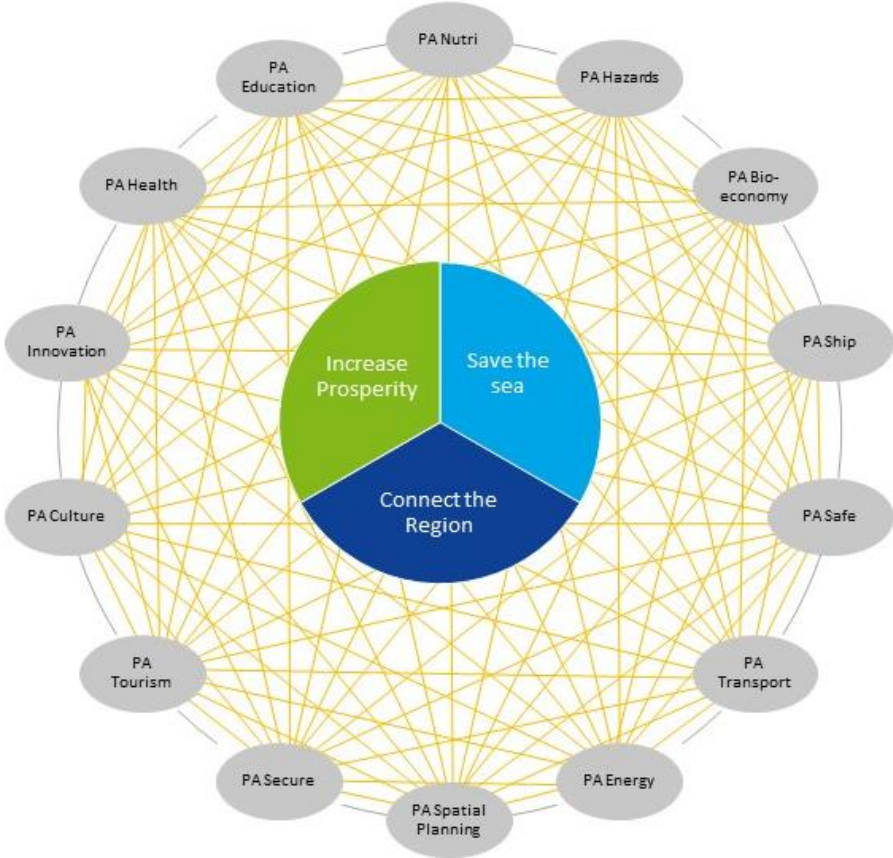 PA Nutri
PA
Education
PA Hazards
PA Health
PA Bio-
economy
PA
Innovation
PA Ship
Increase
Prosperity
Save the
sea
Connect the
Region
PA Culture
PA Safe
PA
Tourism
PA
Transport
PA Secure
PA Energy
PA Spatial
Planning